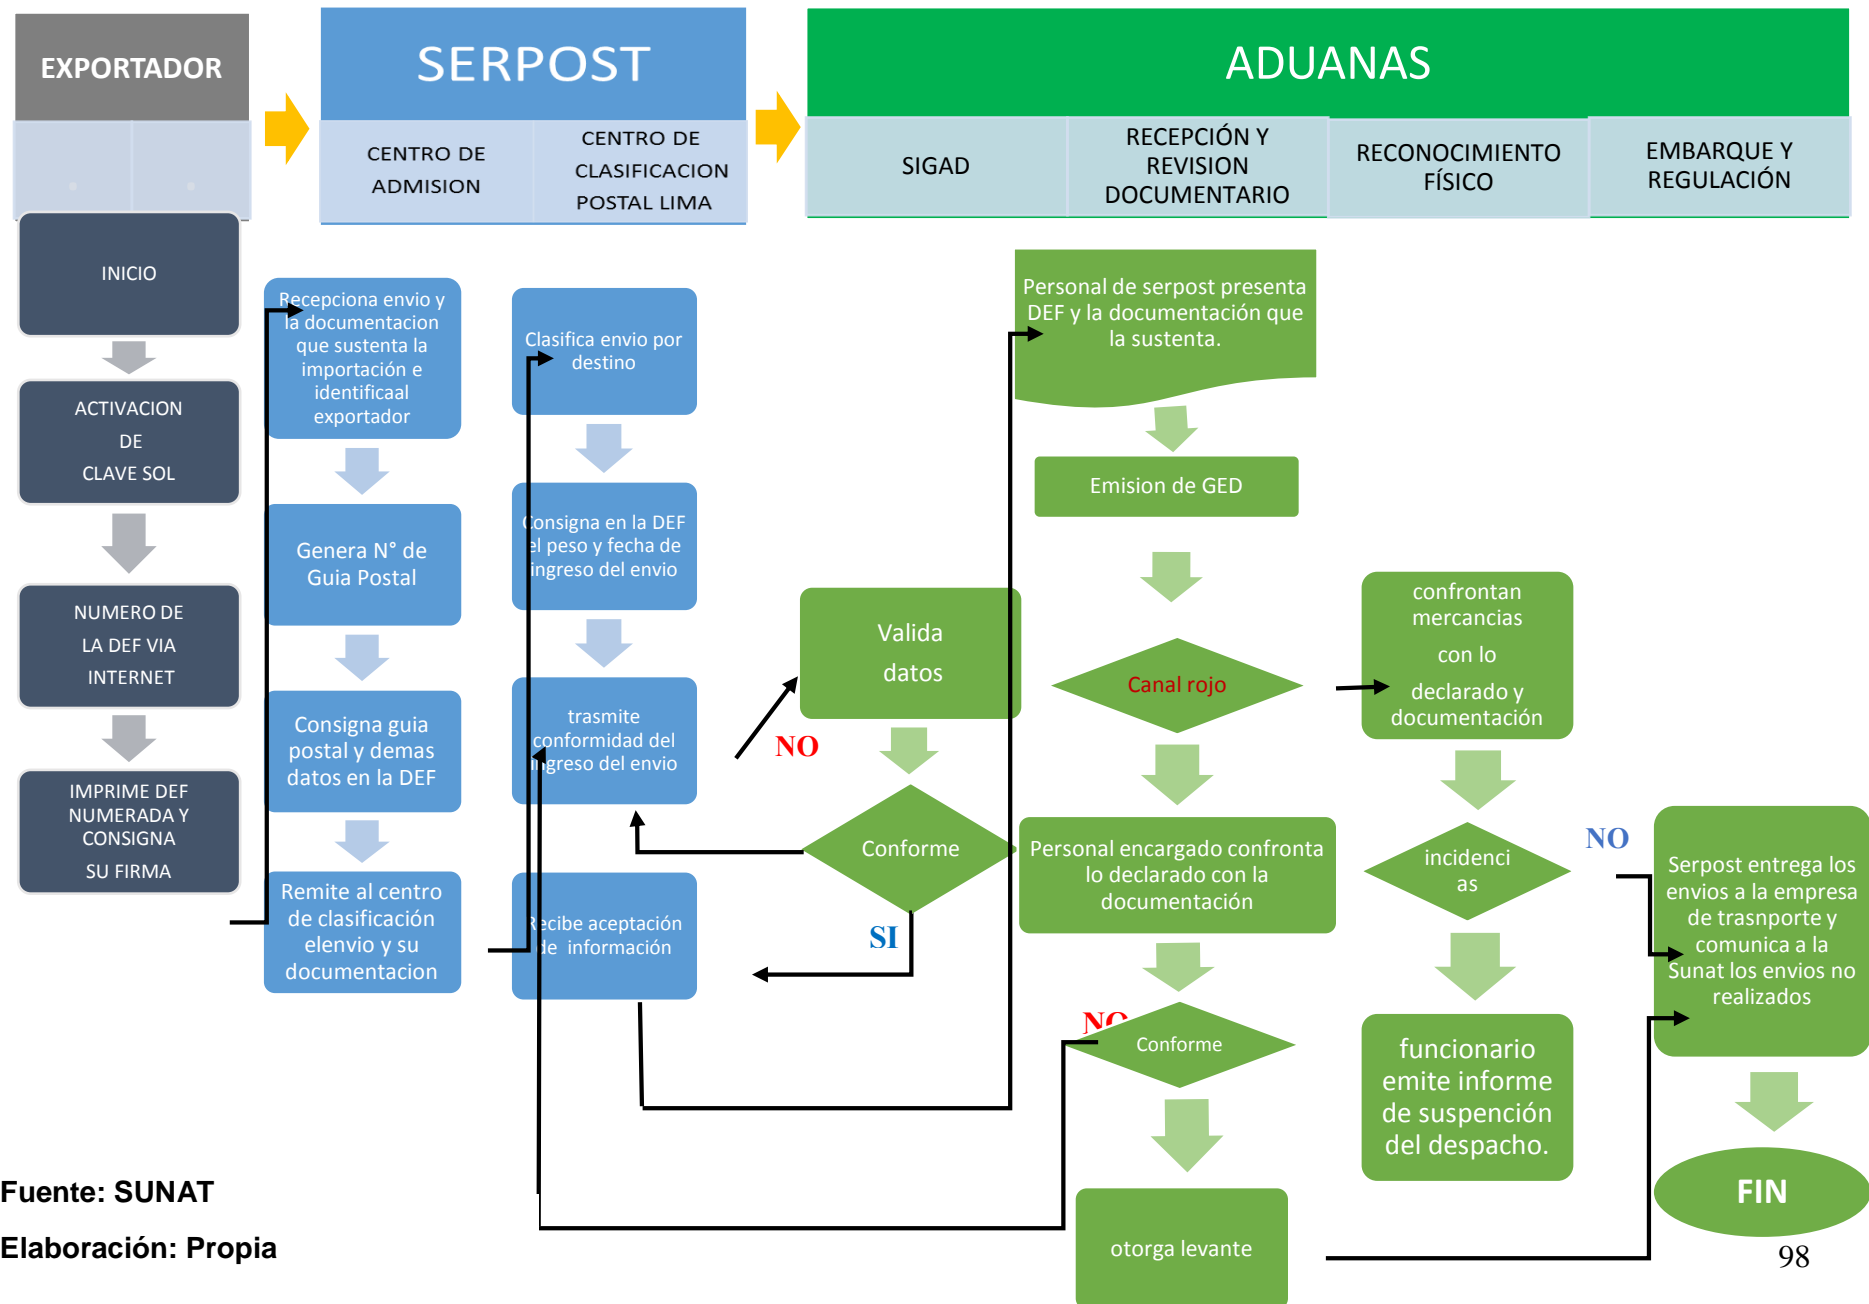 EXPORTADOR
SERPOST
ADUANAS
CENTRO DE
ADMISION
CENTRO DE
CLASIFICACION
POSTAL LIMA
SIGAD
RECEPCIÓN Y
REVISION
DOCUMENTARIO
RECONOCIMIENTO
FÍSICO
EMBARQUE Y
REGULACIÓN
INICIO
ACTIVACION
DE
CLAVE SOL
NUMERO DE
LA DEF VIA
INTERNET
IMPRIME DEF
NUMERADA Y
CONSIGNA
SU FIRMA
Recepciona envio y
la documentacion
que sustenta la
importación e
identificaal
exportador
Genera N° de
Guia Postal
Consigna guia
postal y demas
datos en la DEF
Remite al centro
de clasificación
elenvio y su
documentacion
Clasifica envio por
destino
Consigna en la DEF
el peso y fecha de
ingreso del envio
trasmite
conformidad del
ingreso del envio
Recibe aceptación
de información
NO
Valida
datos
Conforme
SI
Personal de serpost presenta
DEF y la documentación que
la sustenta.
Emision de GED
Canal rojo
Personal encargado confronta
lo declarado con la
documentación
NO
Conforme
otorga levante
confrontan
mercancias
con lo
declarado y
documentación
incidenci
as
NO
funcionario
emite informe
de suspención
del despacho.
Serpost entrega los
envios a la empresa
de trasnporte y
comunica a la
Sunat los envios no
realizados
FIN
Fuente: SUNAT
Elaboración: Propia
98